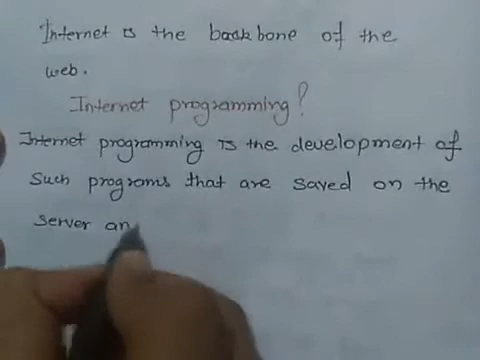 Internet is the backbone of the
web.
Internet programming?
Internet programming is the development of
such programs that are saved on the
server an